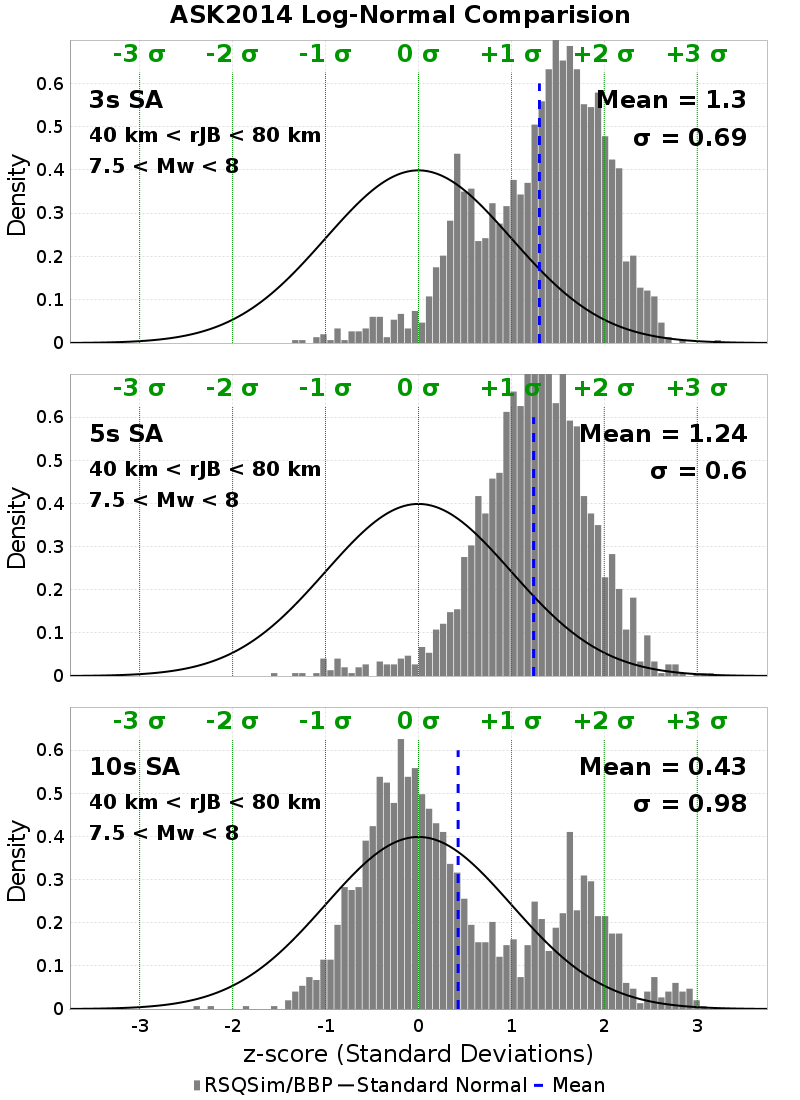 ASK2014 Log-Normal Comparision
-3 σ -2 σ -1 σ 0 σ +1 σ +2 σ +3 σ
3s SA
Mean = 1.3
40 km < rJB < 80 km
σ = 0.69
7.5 < Mw < 8
0.6
0.5
0.4
0.3
0.2
0.1
0
Density
-3 σ -2 σ -1 σ 0 σ +1 σ +2 σ +3 σ
5s SA
Mean = 1.24
40 km < rJB < 80 km
σ = 0.6
7.5 < Mw < 8
0.6
0.5
0.4
0.3
0.2
0.1
0
Density
-3 σ -2 σ -1 σ 0 σ +1 σ +2 σ +3 σ
10s SA
Mean = 0.43
40 km < rJB < 80 km
σ = 0.98
7.5 < Mw < 8
0.6
0.5
0.4
0.3
0.2
0.1
0
Density
-3 -2 -1 0 1 2 3
z-score (Standard Deviations)
RSQSim/BBP Standard Normal Mean